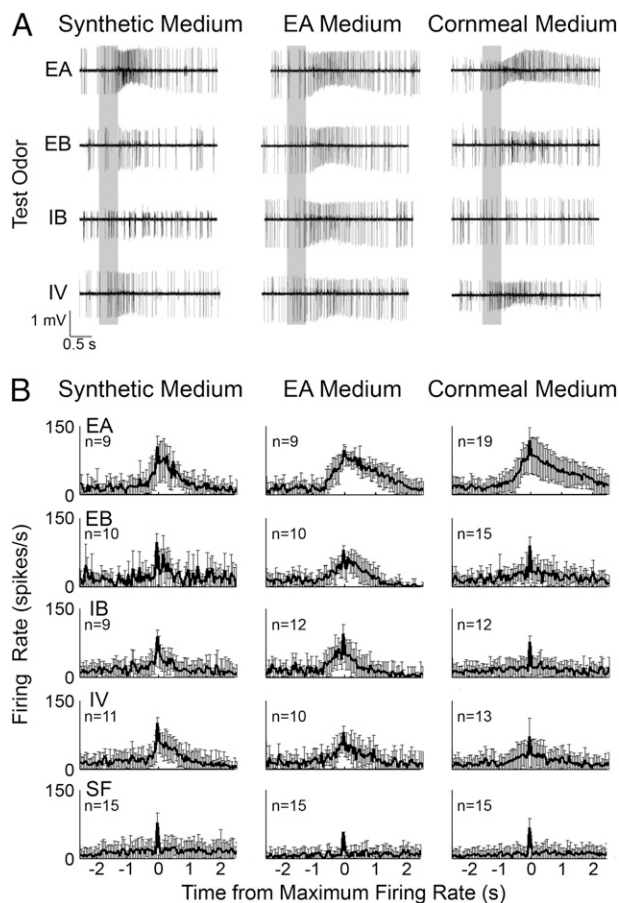 A
Synthetic Medium EA Medium Cornmeal Medium
Test Odor
EA
EB
IB
IV
1 mV
0.5 s
B
Synthetic Medium EA Medium Cornmeal Medium
Firing Rate (spikes/s)
150 EA
n=9 n=9 n=19
0
150 EB
n=10 n=10 n=15
0
150 IB
n=9 n=12 n=12
0
150 IV
n=11 n=10 n=13
0
150 SF
n=15 n=15 n=15
0
-2 -1 0 1 2 -2 -1 0 1 2 -2 -1 0 1 2
Time from Maximum Firing Rate (s)